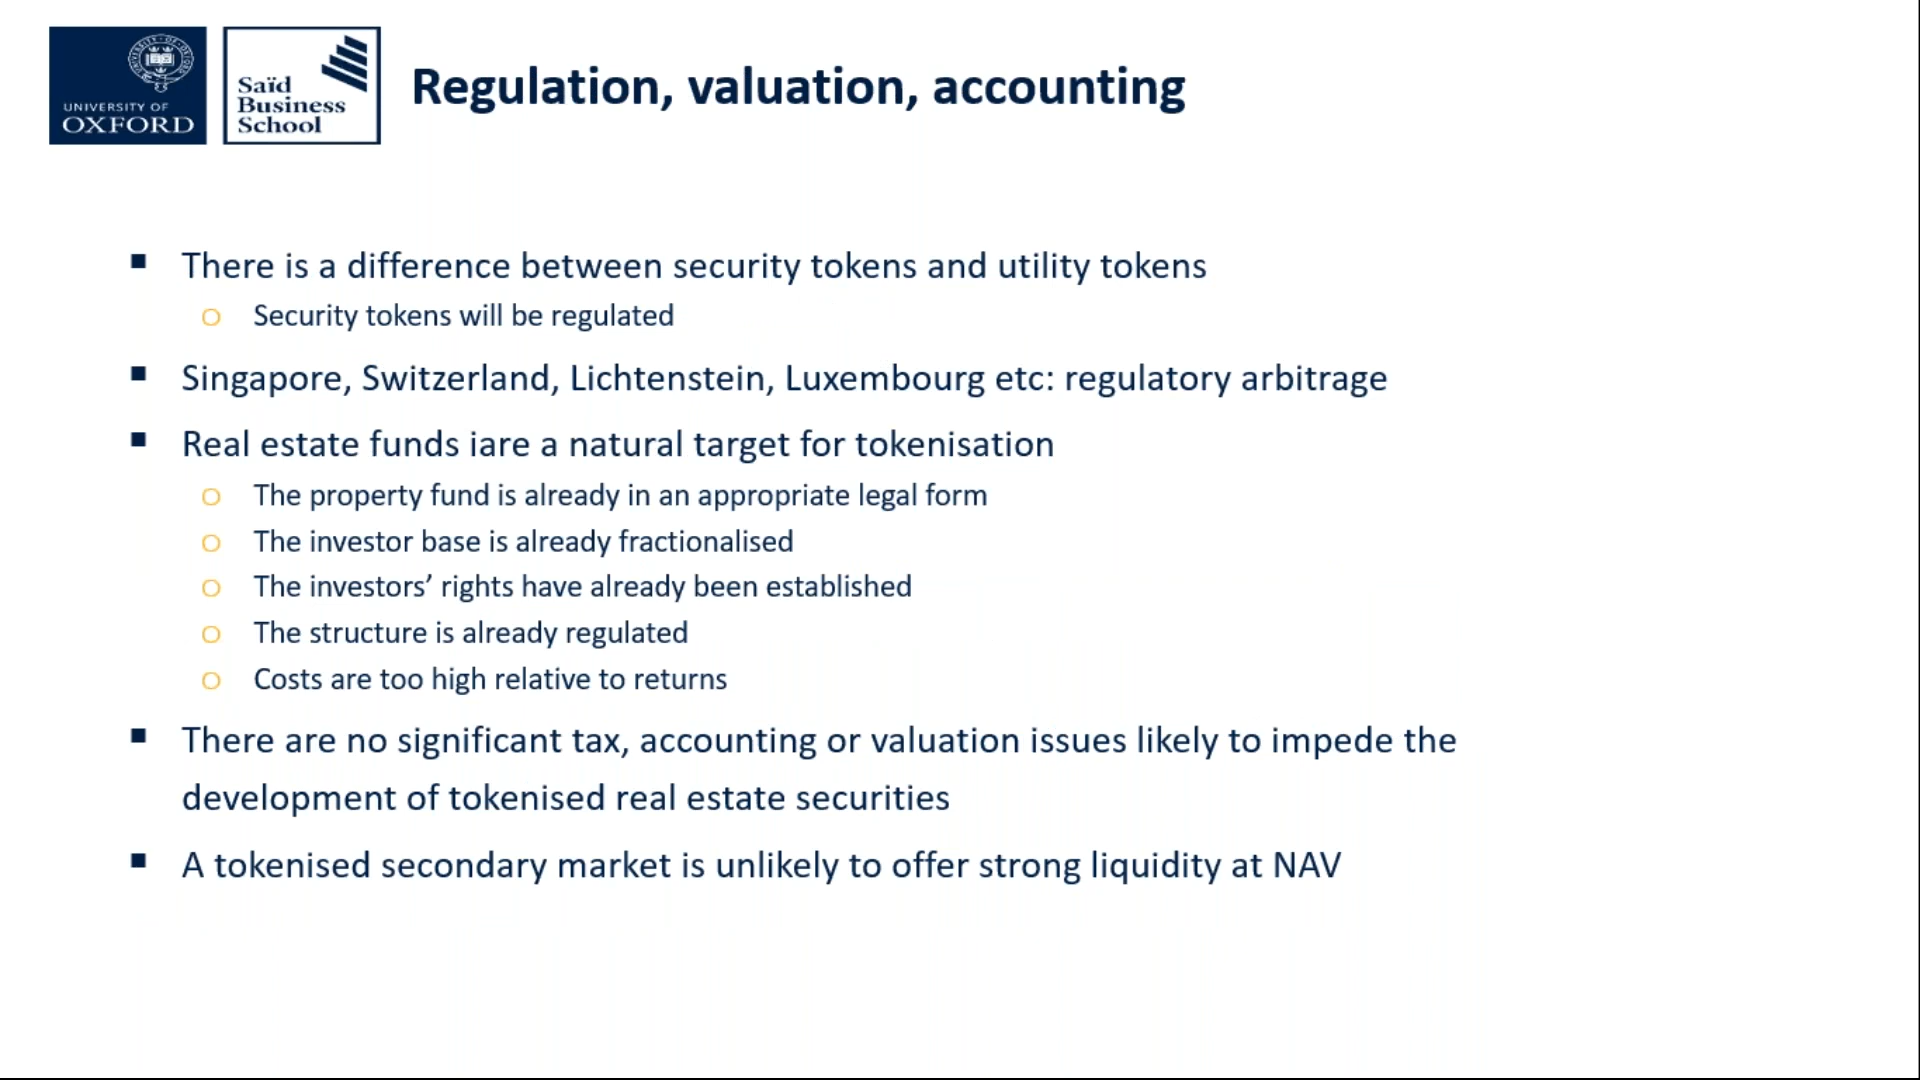 UNIVERSITY OF
OXFORD
Saïd
Business
School
Regulation, valuation, accounting
▪ There is a difference between security tokens and utility tokens
o Security tokens will be regulated
▪ Singapore, Switzerland, Lichtenstein, Luxembourg etc: regulatory arbitrage
▪ Real estate funds iare a natural target for tokenisation
o The property fund is already in an appropriate legal form
o The investor base is already fractionalised
o The investors’ rights have already been established
o The structure is already regulated
o Costs are too high relative to returns
▪ There are no significant tax, accounting or valuation issues likely to impede the
development of tokenised real estate securities
▪ A tokenised secondary market is unlikely to offer strong liquidity at NAV